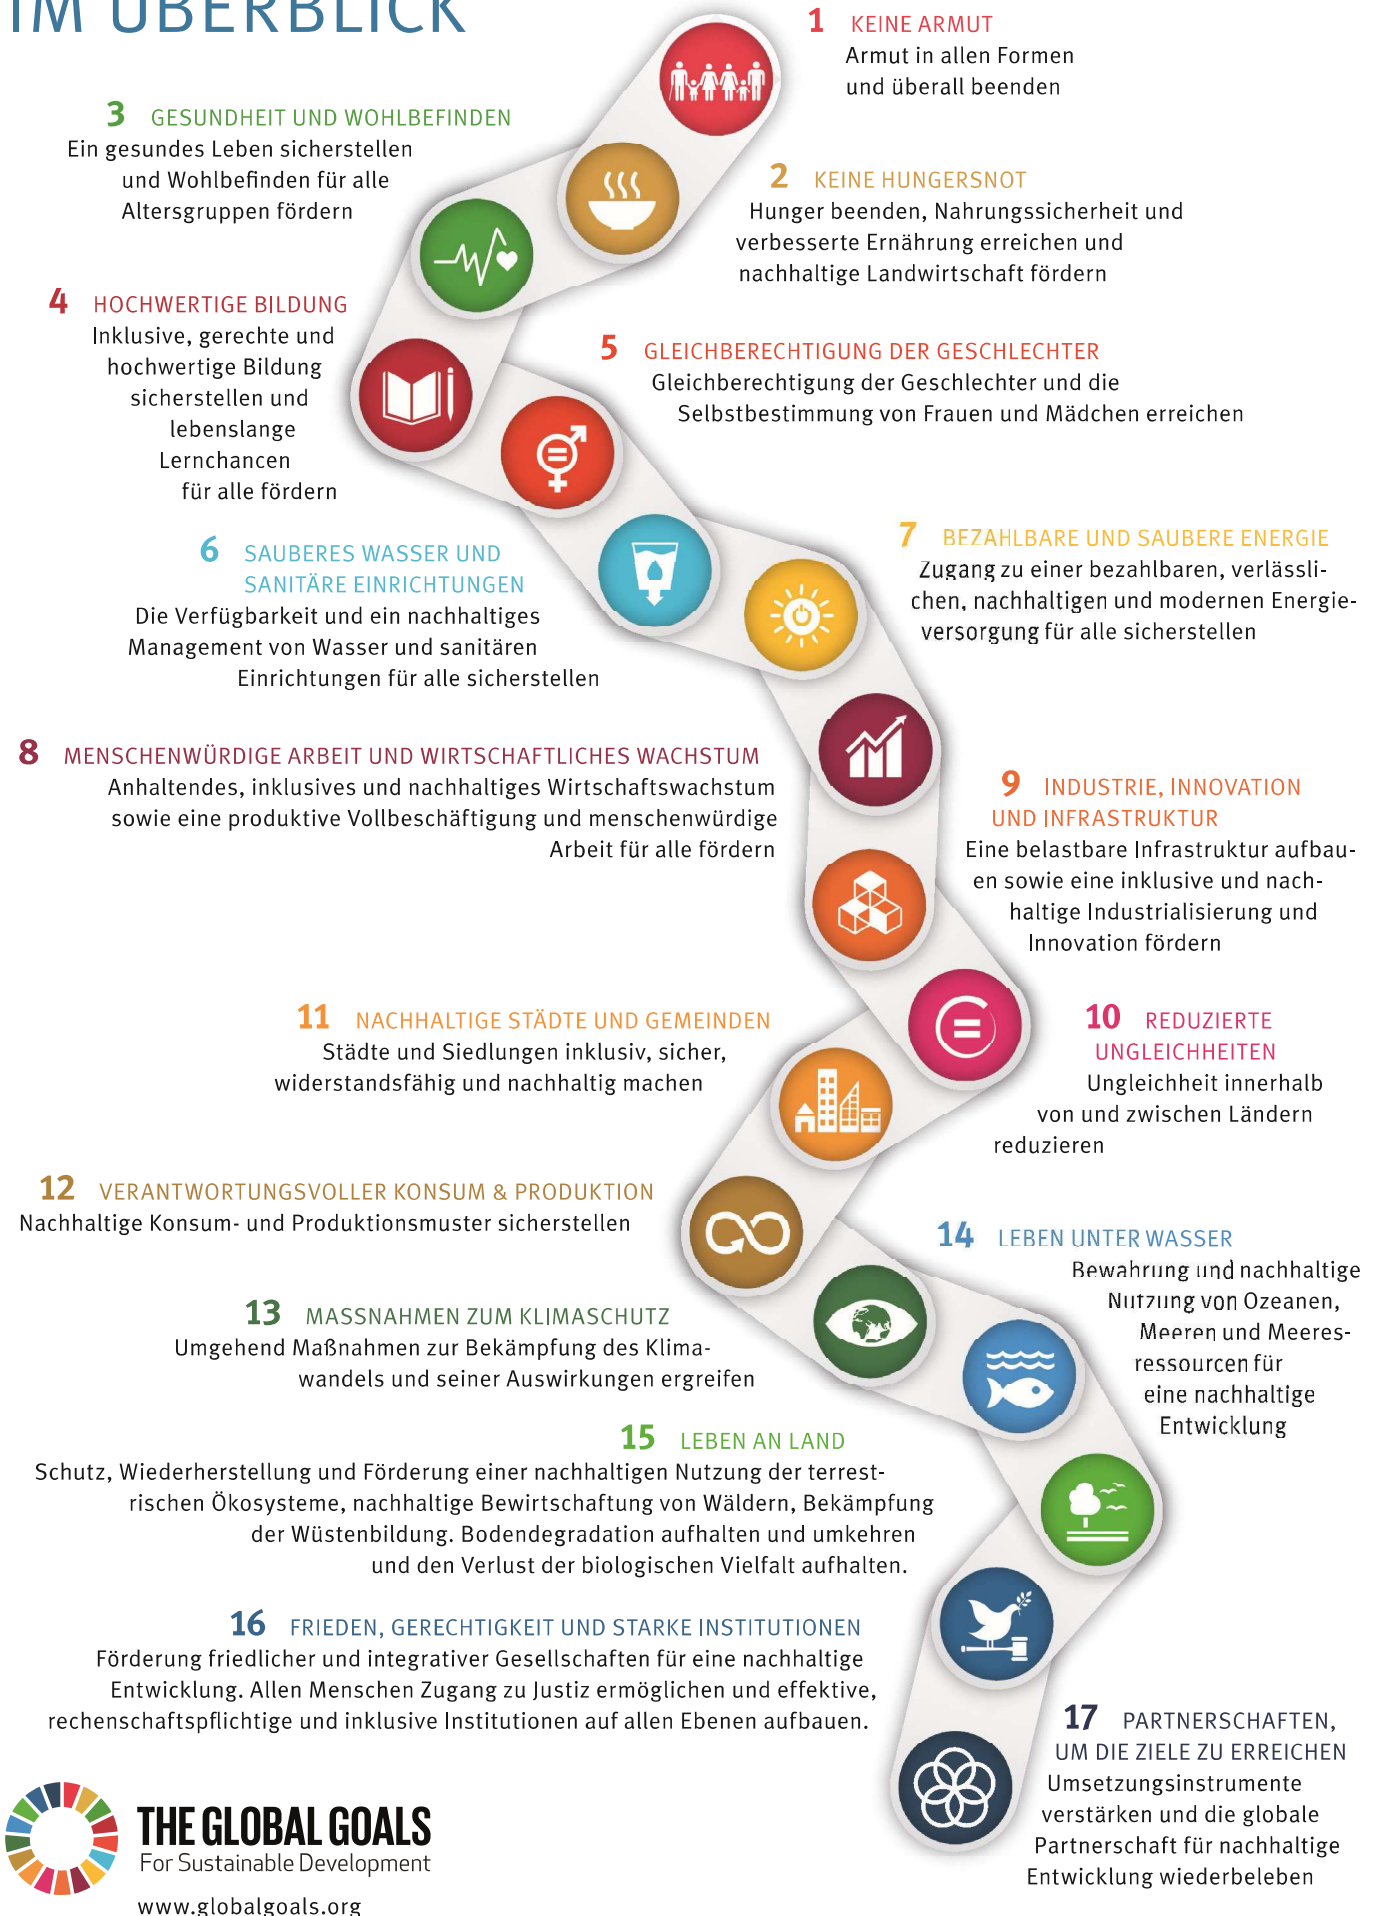 IM ÜBERBLICK
1 KEINE ARMUT
Armut in allen Formen
und überall beenden
2 KEINE HUNGERSNOT
Hunger beenden, Nahrungssicherheit und
verbesserte Ernährung erreichen und
nachhaltige Landwirtschaft fördern
3 GESUNDHEIT UND WOHLBEFINDEN
Ein gesundes Leben sicherstellen
und Wohlbefinden für alle
Altersgruppen fördern
4 HOCHWERTIGE BILDUNG
Inklusive, gerechte und
hochwertige Bildung
sicherstellen und
lebenslange
Lernchancen
für alle fördern
5 GLEICHBERECHTIGUNG DER GESCHLECHTER
Gleichberechtigung der Geschlechter und die
Selbstbestimmung von Frauen und Mädchen erreichen
6 SAUBERES WASSER UND
SANITÄRE EINRICHTUNGEN
Die Verfügbarkeit und ein nachhaltiges
Management von Wasser und sanitären
Einrichtungen für alle sicherstellen
7 BEZAHLBARE UND SAUBERE ENERGIE
Zugang zu einer bezahlbaren, verlässli-
chen, nachhaltigen und modernen Energie-
versorgung für alle sicherstellen
8 MENSCHENWÜRDIGE ARBEIT UND WIRTSCHAFTLICHES WACHSTUM
Anhaltendes, inklusives und nachhaltiges Wirtschaftswachstum
sowie eine produktive Vollbeschäftigung und menschenwürdige
Arbeit für alle fördern
9 INDUSTRIE, INNOVATION
UND INFRASTRUKTUR
Eine belastbare Infrastruktur aufbau-
en sowie eine inklusive und nach-
haltige Industrialisierung und
Innovation fördern
10 REDUZIERTE
UNGLEICHHEITEN
Ungleichheit innerhalb
von und zwischen Ländern
reduzieren
11 NACHHALTIGE STÄDTE UND GEMEINDEN
Städte und Siedlungen inklusiv, sicher,
widerstandsfähig und nachhaltig machen
12 VERANTWORTUNGSVOLLER KONSUM & PRODUKTION
Nachhaltige Konsum- und Produktionsmuster sicherstellen
13 MASSNAHMEN ZUM KLIMASCHUTZ
Umgehend Maßnahmen zur Bekämpfung des Klima-
wandels und seiner Auswirkungen ergreifen
14 LEBEN UNTER WASSER
Bewahrung und nachhaltige
Nutzung von Ozeanen,
Meeren und Meeres-
ressourcen für
eine nachhaltige
Entwicklung
15 LEBEN AN LAND
Schutz, Wiederherstellung und Förderung einer nachhaltigen Nutzung der terrest-
rischen Ökosysteme, nachhaltige Bewirtschaftung von Wäldern, Bekämpfung
der Wüstenbildung. Bodendegradation aufhalten und umkehren
und den Verlust der biologischen Vielfalt aufhalten.
16 FRIEDEN, GERECHTIGKEIT UND STARKE INSTITUTIONEN
Förderung friedlicher und integrativer Gesellschaften für eine nachhaltige
Entwicklung. Allen Menschen Zugang zu Justiz ermöglichen und effektive,
rechenschaftspflichtige und inklusive Institutionen auf allen Ebenen aufbauen.
17 PARTNERSCHAFTEN,
UM DIE ZIELE ZU ERREICHEN
Umsetzungsinstrumente
verstärken und die globale
Partnerschaft für nachhaltige
Entwicklung wiederbeleben
THE GLOBAL GOALS
For Sustainable Development
www.globalgoals.org